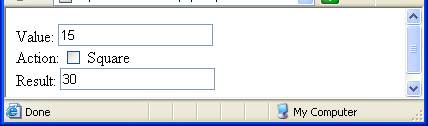 Value: 15
Action: Square
Result: 30
Done My Computer